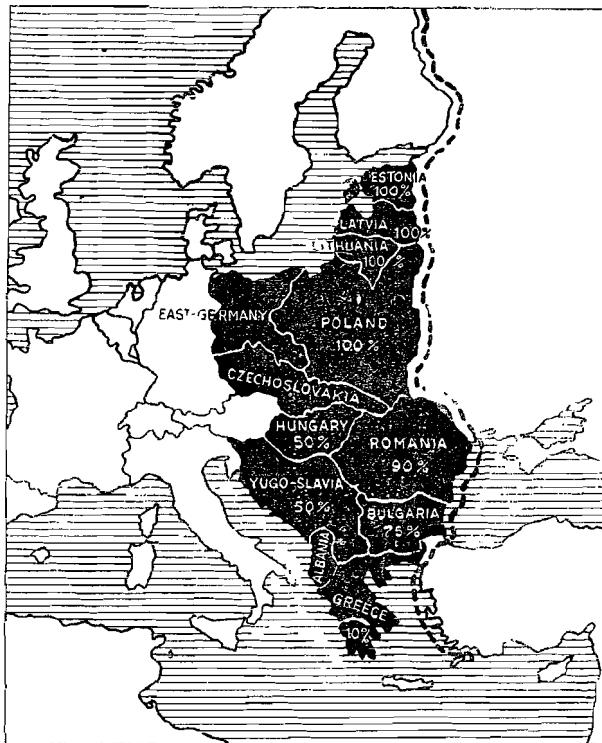 ESTONIA
100%
LATVIA 100%
LITHUANIA
100%
EAST-GERMANY
POLAND
100%
CZECHOSLOVAKIA
HUNGARY
50%
ROMANIA
90%
YUGO-SLAVIA
50%
BULGARIA
75%
ALBANIA
GREECE
10%